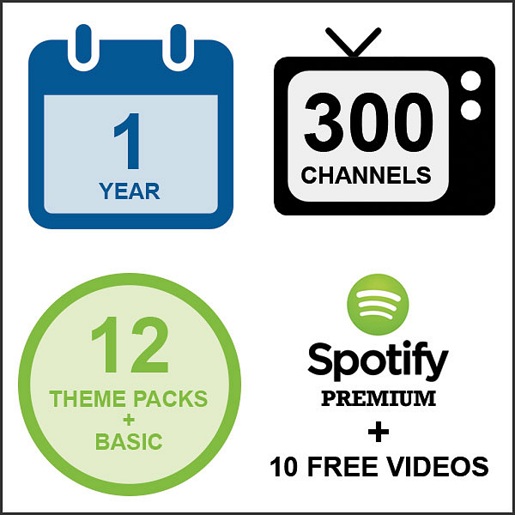 1
YEAR
300
CHANNELS
12
THEME PACKS
+
BASIC
Spotify
PREMIUM
+
10 FREE VIDEOS